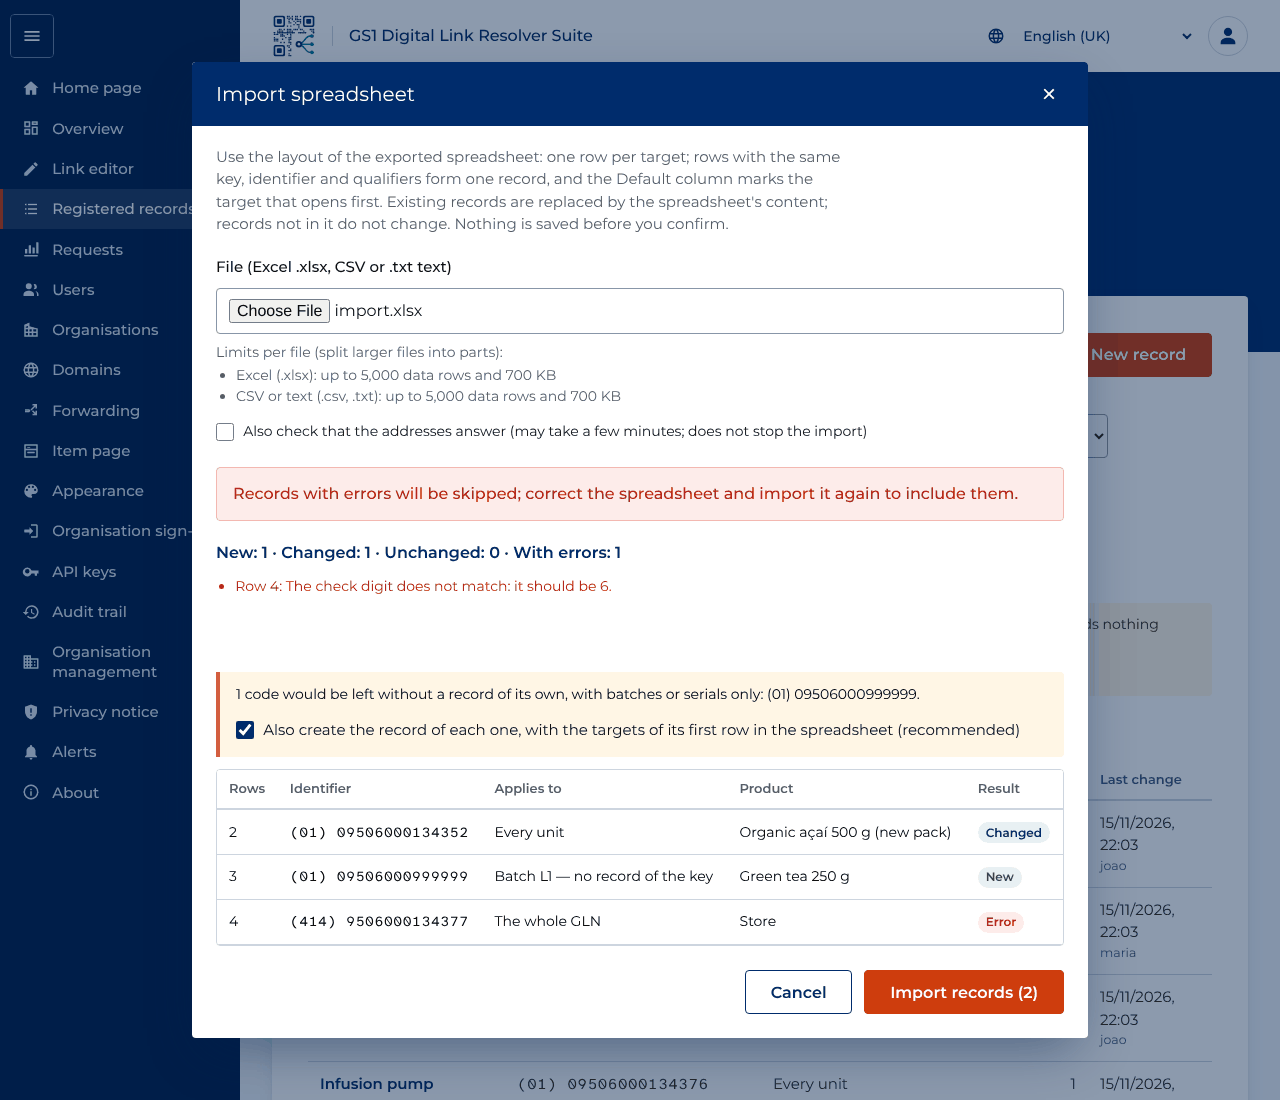 GS1 Digital Link Resolver Suite
English (UK)
Home page
Overview
Link editor
Registered records
Requests
Users
Organisations
Domains
Forwarding
Item page
Appearance
Organisation sign-
API keys
Audit trail
Organisation
management
Privacy notice
Alerts
About
Import spreadsheet
Use the layout of the exported spreadsheet: one row per target; rows with the same
key, identifier and qualifiers form one record, and the Default column marks the
target that opens first. Existing records are replaced by the spreadsheet's content;
records not in it do not change. Nothing is saved before you confirm.
File (Excel .xlsx, CSV or .txt text)
Choose File import.xlsx
Limits per file (split larger files into parts):
• Excel (.xlsx): up to 5,000 data rows and 700 KB
• CSV or text (.csv, .txt): up to 5,000 data rows and 700 KB
Also check that the addresses answer (may take a few minutes; does not stop the import)
Records with errors will be skipped; correct the spreadsheet and import it again to include them.
New: 1 · Changed: 1 · Unchanged: 0 · With errors: 1
• Row 4: The check digit does not match: it should be 6.
1 code would be left without a record of its own, with batches or serials only: (01) 09506000999999.
Also create the record of each one, with the targets of its first row in the spreadsheet (recommended)
Rows Identifier Applies to Product Result
2 (01) 09506000134352 Every unit Organic açaí 500 g (new pack) Changed
3 (01) 09506000999999 Batch L1 — no record of the key Green tea 250 g New
4 (414) 9506000134377 The whole GLN Store Error
Cancel Import records (2)
New record
ds nothing
Last change
15/11/2026,
22:03
joao
15/11/2026,
22:03
maria
15/11/2026,
22:03
joao
Infusion pump (01) 09506000134376 Every unit 1 15/11/2026,